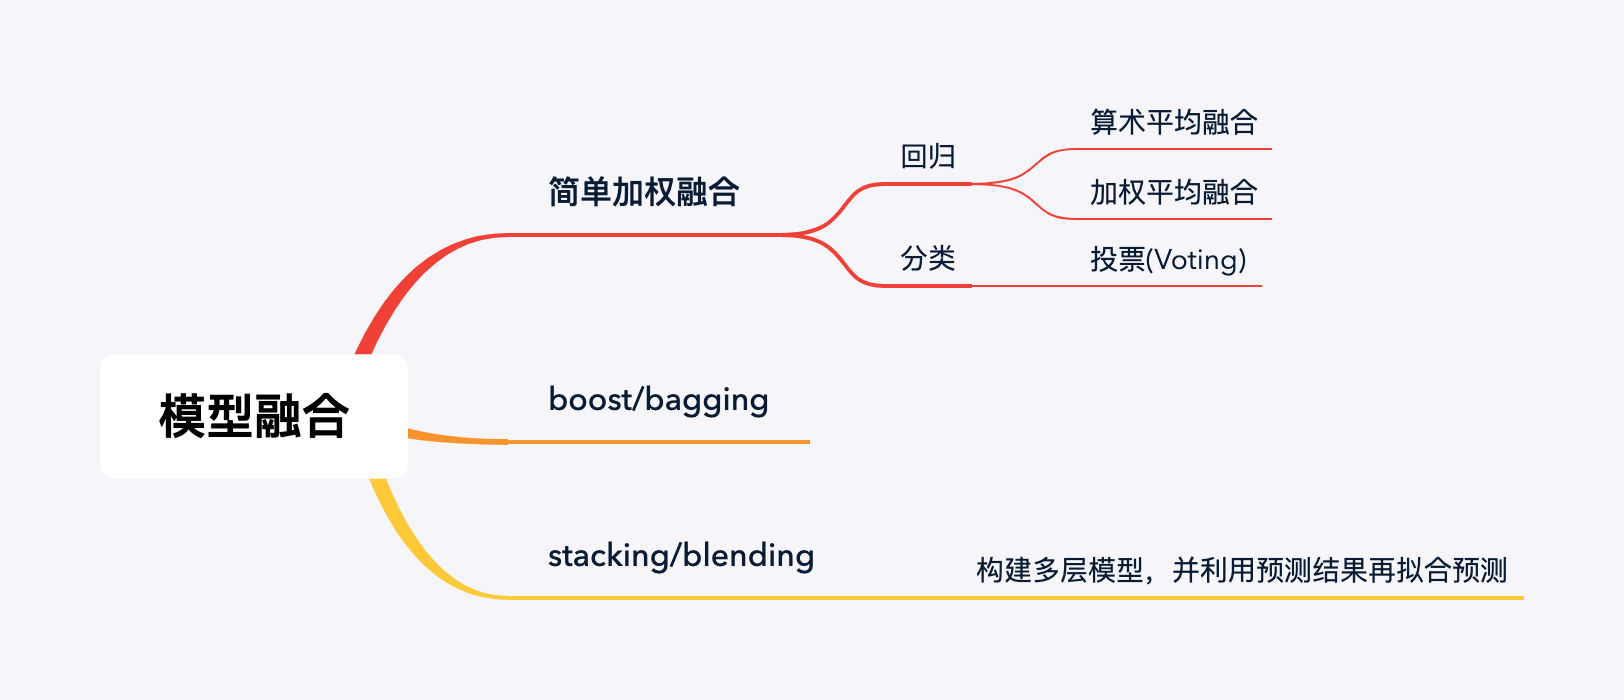 模型融合
简单加权融合
回归
算术平均融合
加权平均融合
分类
投票(Voting)
boost/bagging
stacking/blending
构建多层模型，并利用预测结果再拟合预测